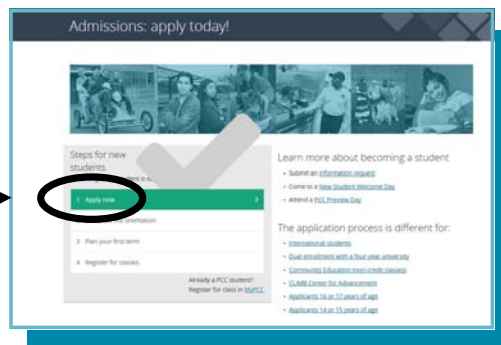 Admissions: apply today!
Steps for new
students
1 Apply now
orientation
3 Plan your first term
4 Register for classes
Already a PCC student?
Register for class in MyPCC
Learn more about becoming a student
• Submit an information request
• Come to a New Student Welcome Day
• Attend a PCC Preview Day
The application process is different for:
• International students
• Dual enrollment with a four year university
• Community Education (non-credit classes)
• CLIMB Center for Advancement
• Applicants 16 or 17 years of age
• Applicants 14 or 15 years of age